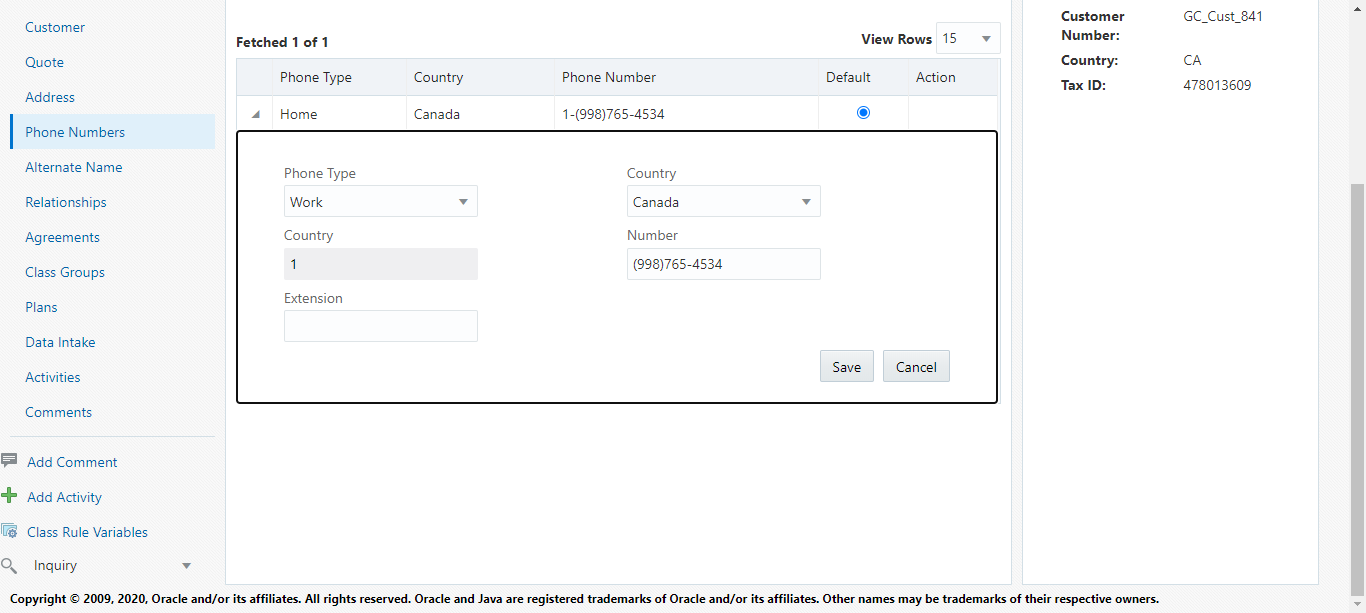 Customer
Quote
Address
Phone Numbers
Alternate Name
Relationships
Agreements
Class Groups
Plans
Data Intake
Activities
Comments
Add Comment
Add Activity
Class Rule Variables
Inquiry
Fetched 1 of 1
View Rows 15
Phone Type Country Phone Number Default Action
Home Canada 1-(998)765-4534
Phone Type Country
Work Canada
Country Number
1 (998)765-4534
Extension
Save Cancel
Customer Number: GC_Cust_841
Country: CA
Tax ID: 478013609
Copyright © 2009, 2020, Oracle and/or its affiliates. All rights reserved. Oracle and Java are registered trademarks of Oracle and/or its affiliates. Other names may be trademarks of their respective owners.